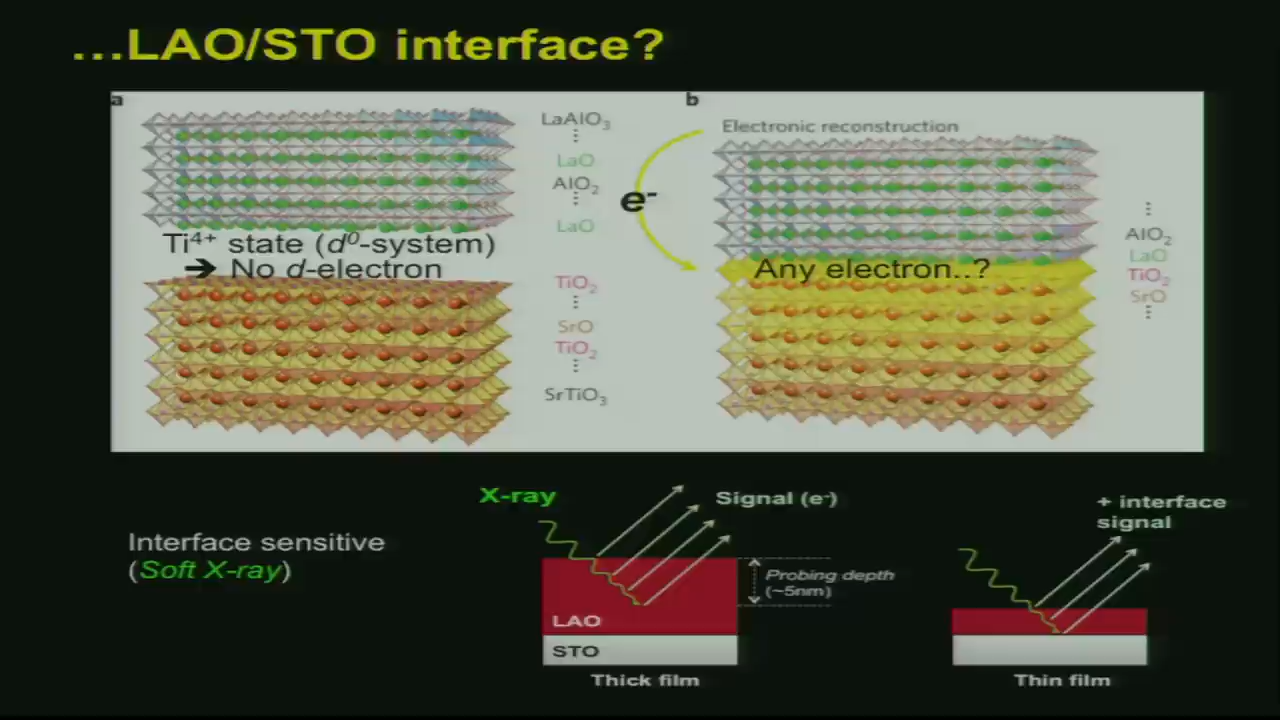 ...LAO/STO interface?
a
LaAlO3
⋮
LaO
AlO2
⋮
LaO
Ti4+ state (d0-system)
➔ No d-electron
TiO2
⋮
SrO
TiO2
⋮
SrTiO3
b
Electronic reconstruction
e-
Any electron..?
⋮
AlO2
LaO
TiO2
SrO
⋮
Interface sensitive
(Soft X-ray)
X-ray
Signal (e-)
Probing depth
(~5nm)
LAO
STO
Thick film
+ interface
signal
Thin film